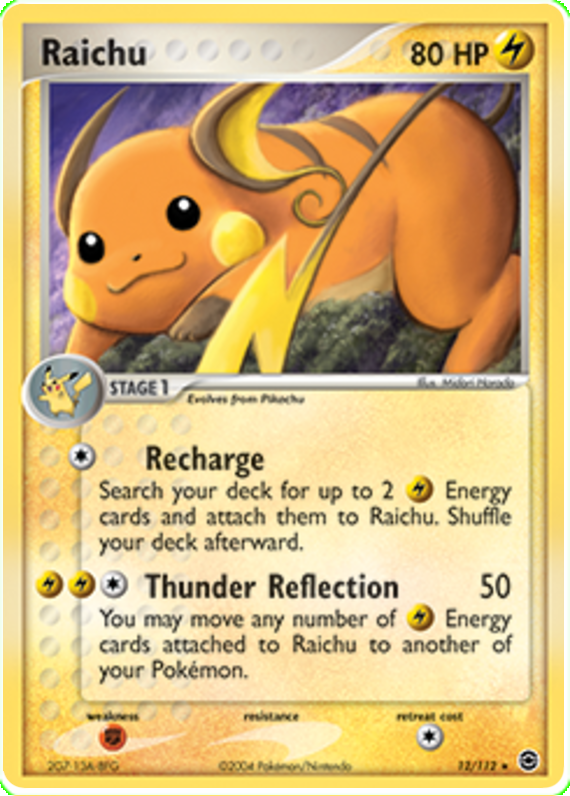 Raichu 80 HP
Illus. Midori Harada
STAGE 1
Evolves from Pikachu
Recharge
Search your deck for up to 2 Energy
cards and attach them to Raichu. Shuffle
your deck afterward.
Thunder Reflection 50
You may move any number of Energy
cards attached to Raichu to another of
your Pokémon.
weakness resistance retreat cost
©2004 Pokémon/Nintendo 12/112